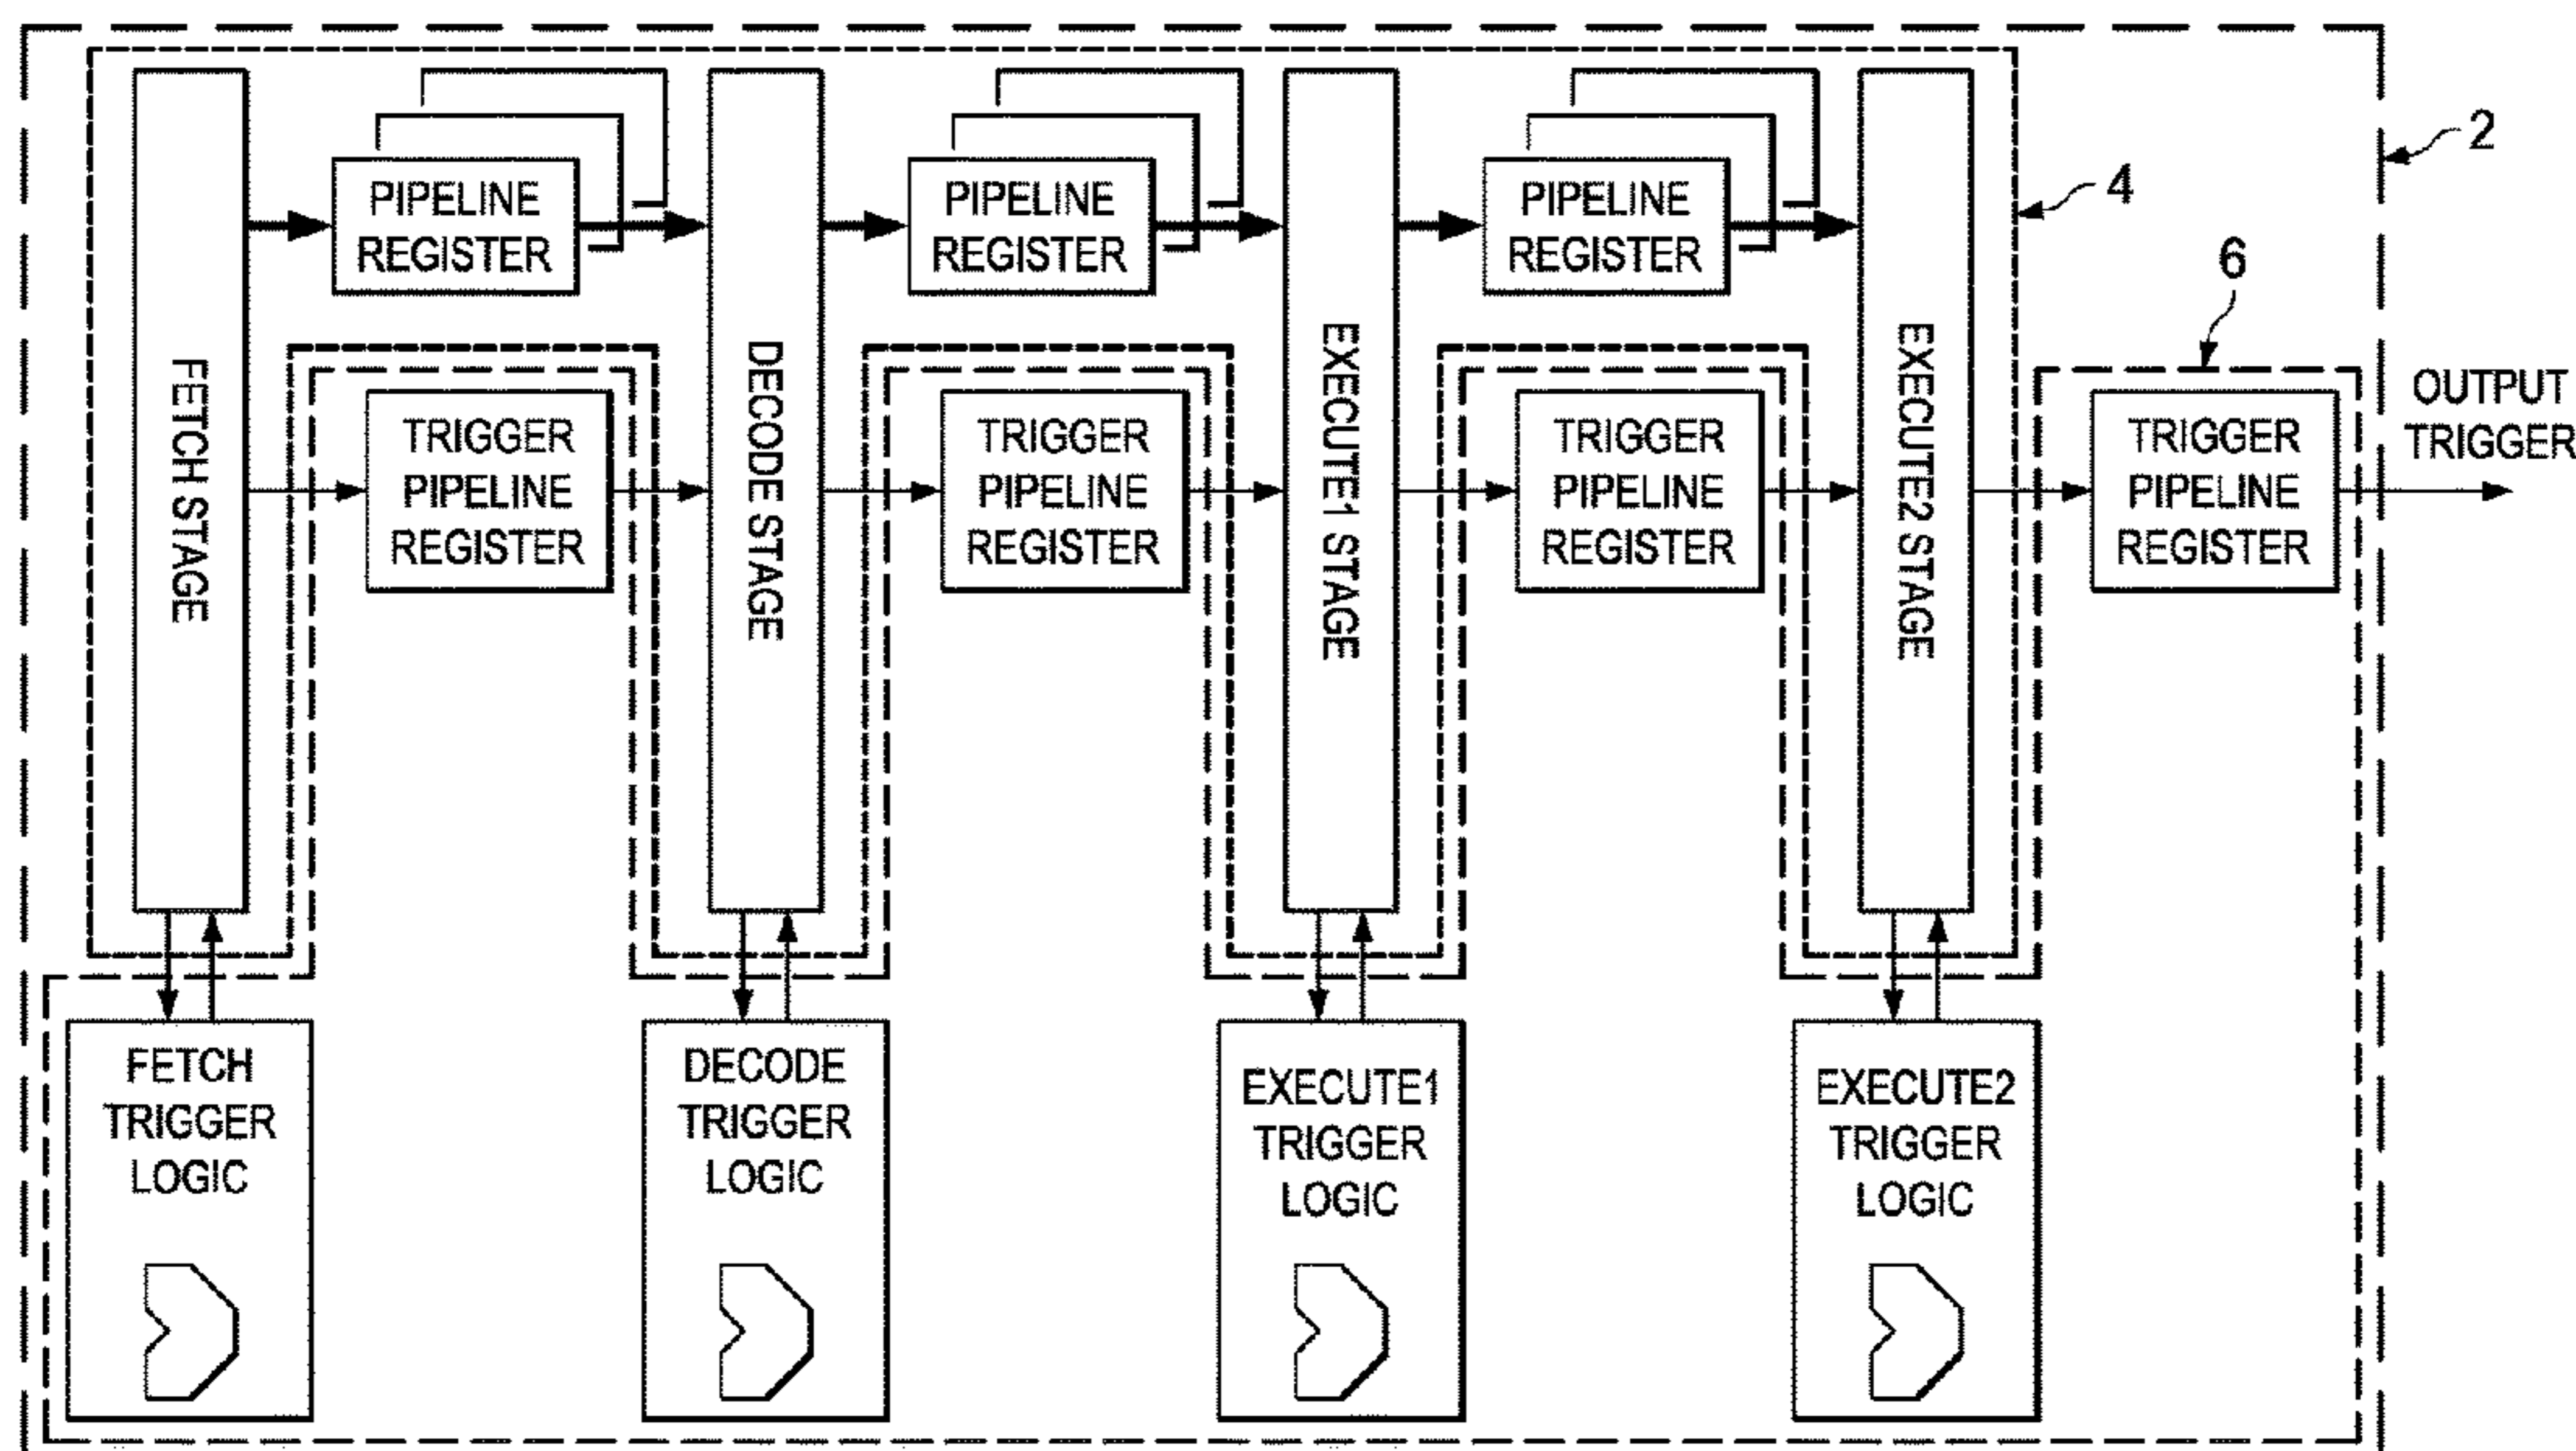 2
4
6
PIPELINE
REGISTER
PIPELINE
REGISTER
PIPELINE
REGISTER
FETCH STAGE
DECODE STAGE
EXECUTE1 STAGE
EXECUTE2 STAGE
TRIGGER
PIPELINE
REGISTER
TRIGGER
PIPELINE
REGISTER
TRIGGER
PIPELINE
REGISTER
TRIGGER
PIPELINE
REGISTER
OUTPUT
TRIGGER
FETCH
TRIGGER
LOGIC
DECODE
TRIGGER
LOGIC
EXECUTE1
TRIGGER
LOGIC
EXECUTE2
TRIGGER
LOGIC